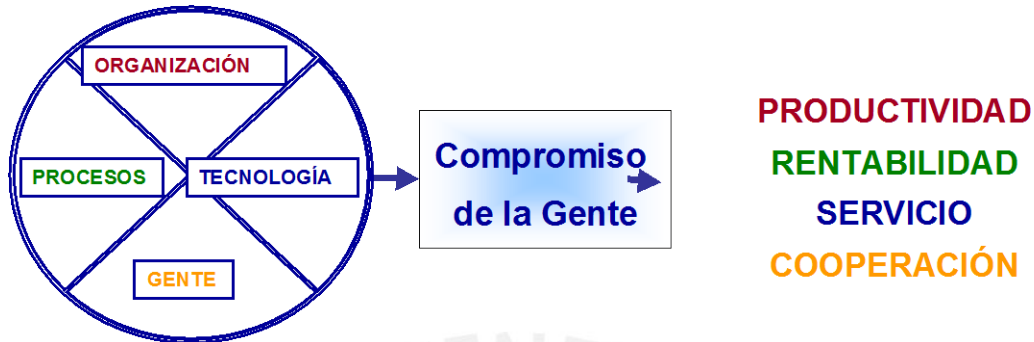 ORGANIZACIÓN
PROCESOS
TECNOLOGÍA
GENTE
Compromiso
de la Gente
PRODUCTIVIDAD
RENTABILIDAD
SERVICIO
COOPERACIÓN